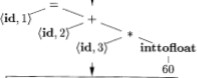 =
⟨id, 1⟩
+
⟨id, 2⟩
*
⟨id, 3⟩
inttofloat
60